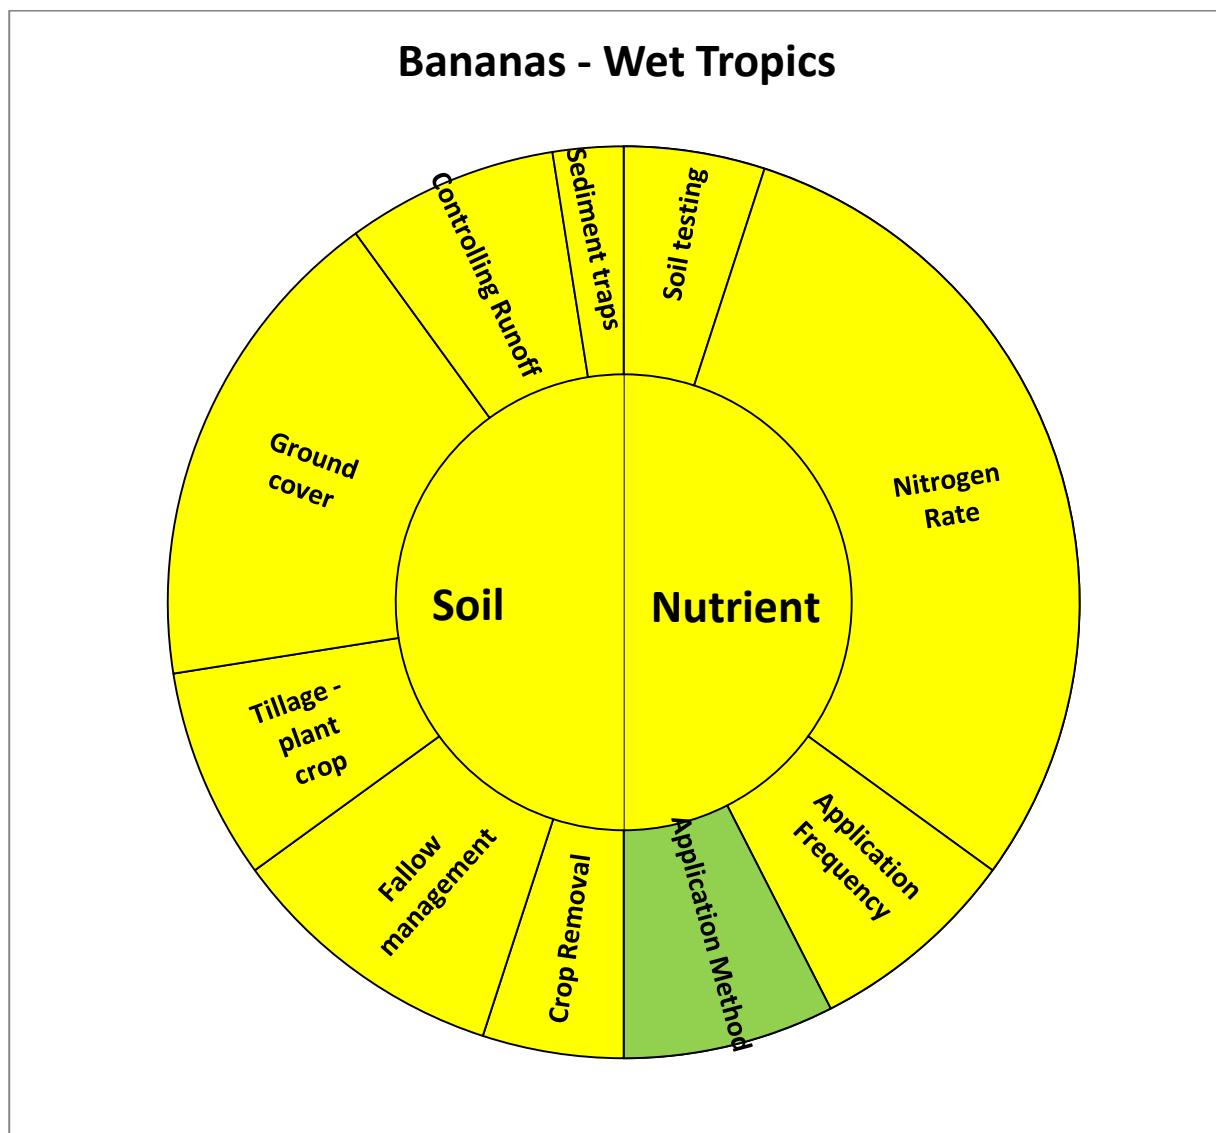 Bananas - Wet Tropics
Sediment traps
Soil testing
Controlling Runoff
Ground
cover
Nitrogen
Rate
Soil
Nutrient
Tillage -
plant
crop
Application
Frequency
Fallow
management
Crop Removal
Application Method